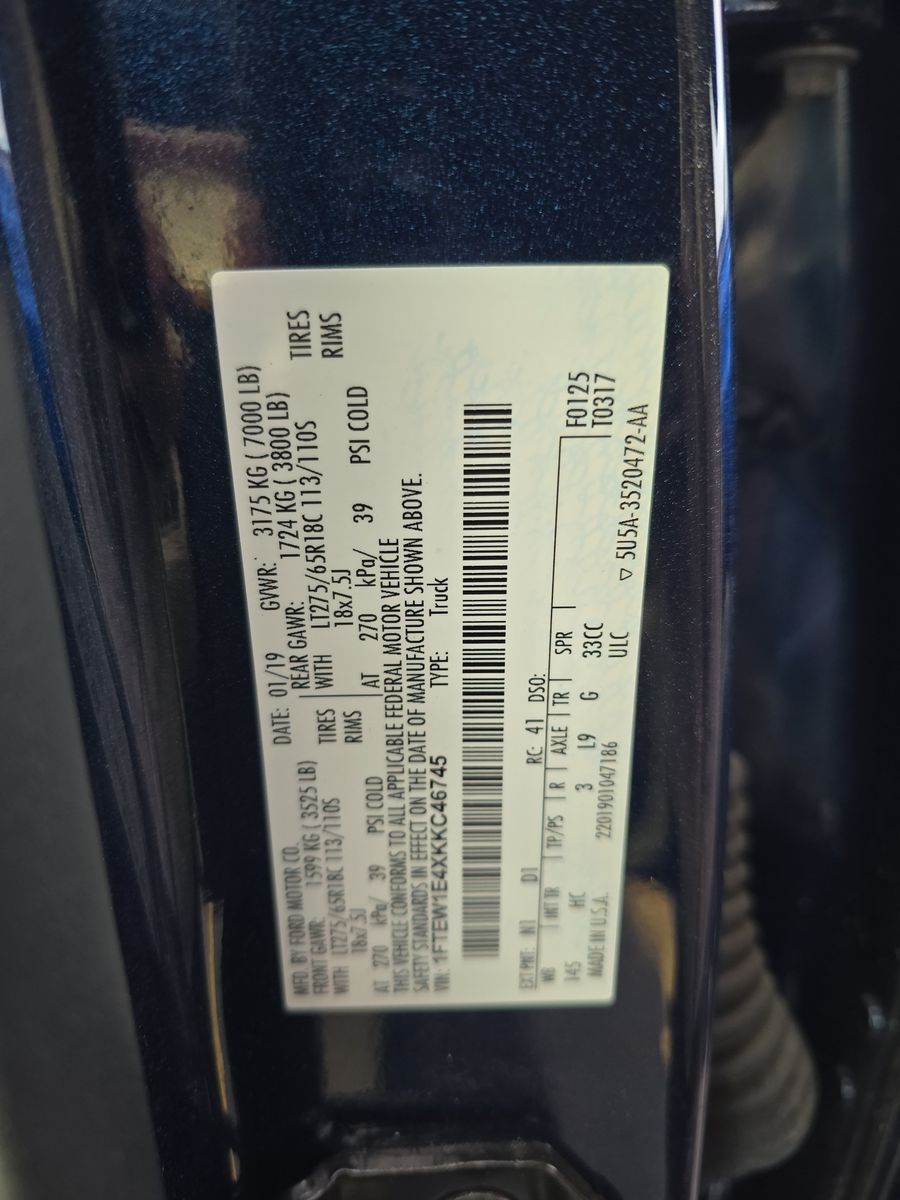 MFD. BY FORD MOTOR CO.
DATE: 01/19 GVWR: 3175 KG ( 7000 LB)
FRONT GAWR: 1599 KG ( 3525 LB) REAR GAWR: 1724 KG ( 3800 LB)
WITH LT275/65R18C 113/110S TIRES WITH LT275/65R18C 113/110S TIRES
18x7.5J RIMS 18x7.5J RIMS
AT 270 kPa/ 39 PSI COLD AT 270 kPa/ 39 PSI COLD
THIS VEHICLE CONFORMS TO ALL APPLICABLE FEDERAL MOTOR VEHICLE
SAFETY STANDARDS IN EFFECT ON THE DATE OF MANUFACTURE SHOWN ABOVE.
VIN: 1FTEW1E4XKKC46745 TYPE: Truck
EXT PNT: N1 D1 RC: 41 DSO: F0125
WB INT TR TP/PS R AXLE TR SPR T0317
145 HC 3 L9 G 33CC
MADE IN U.S.A. 2201901047186 ULC ▽ 5U5A-3520472-AA